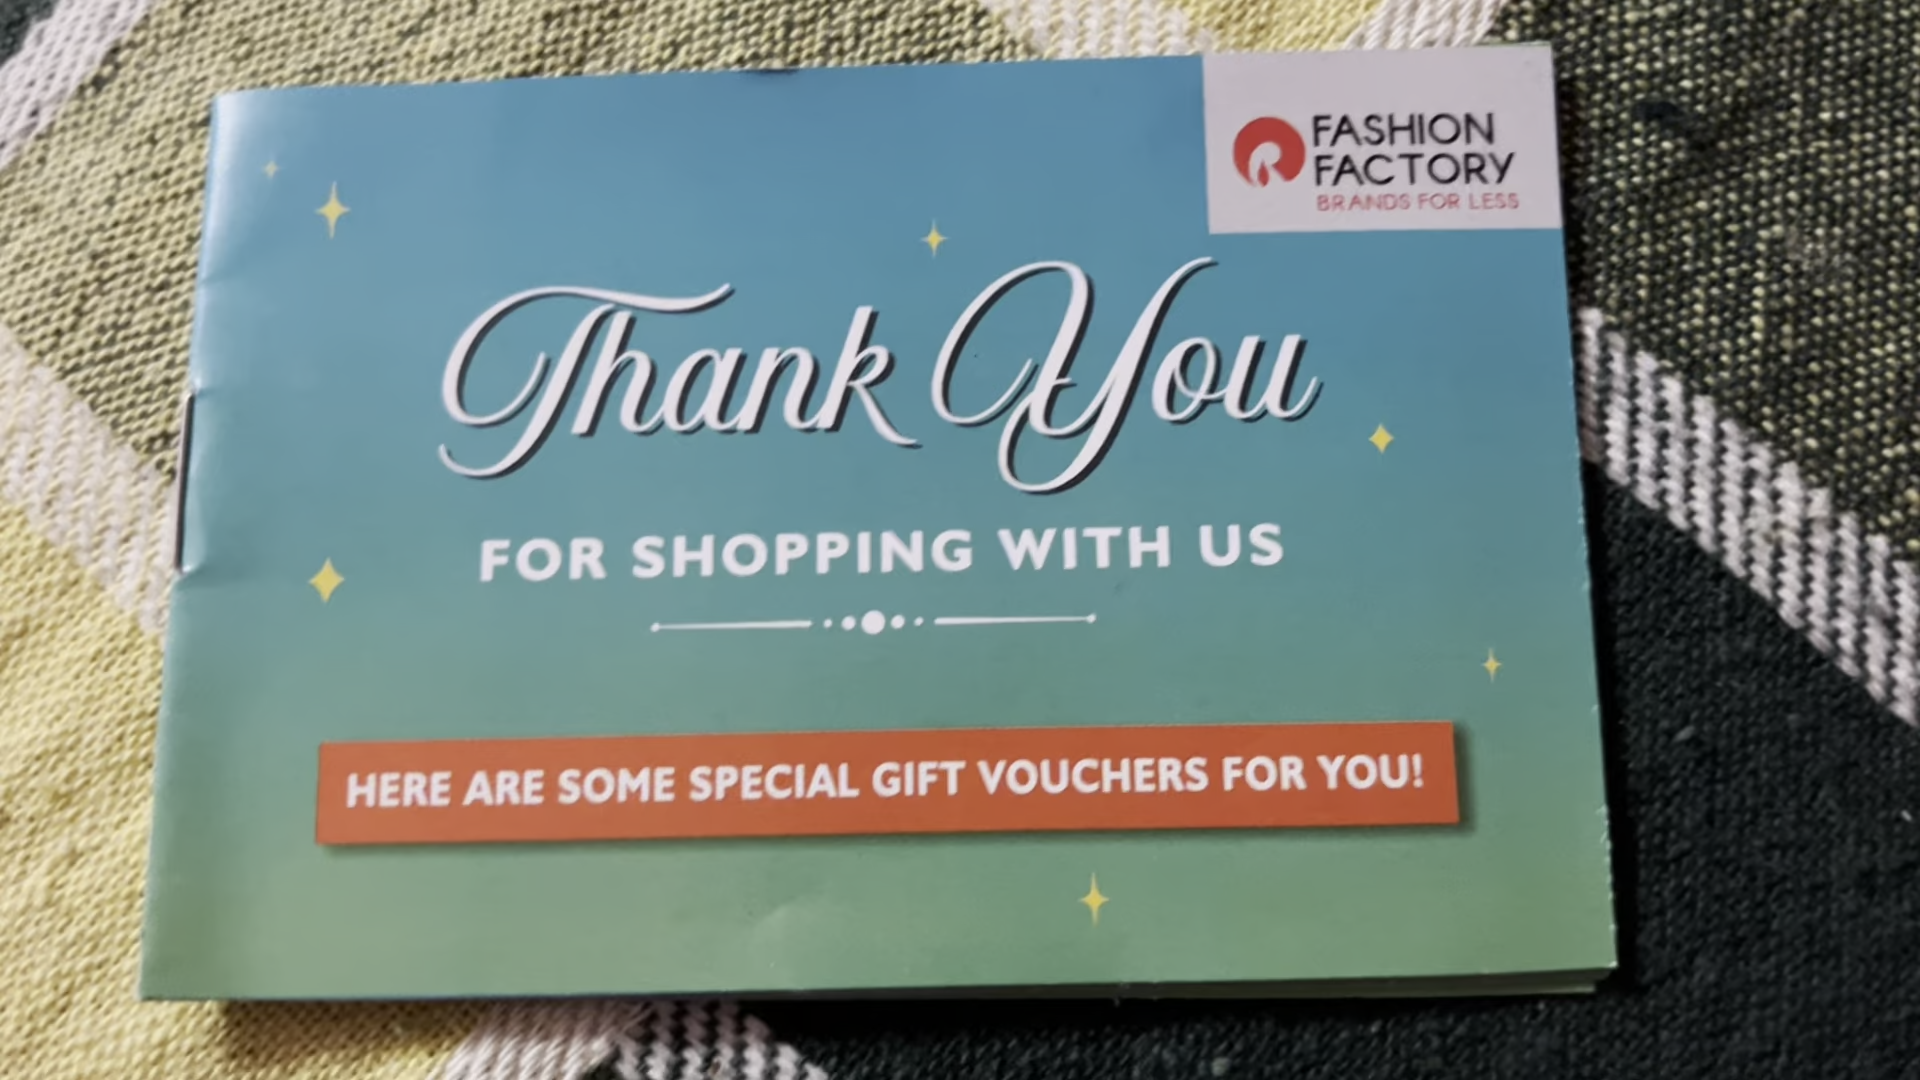 FASHION
FACTORY
BRANDS FOR LESS
Thank You
FOR SHOPPING WITH US
HERE ARE SOME SPECIAL GIFT VOUCHERS FOR YOU!